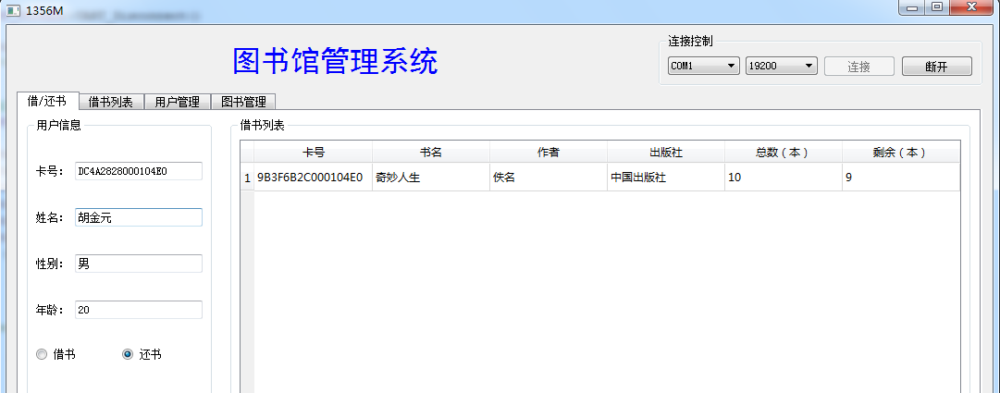 1356M
图书馆管理系统
连接控制
COM1 19200 连接 断开
借/还书 借书列表 用户管理 图书管理
用户信息
卡号： DC4A2828000104E0
姓名： 胡金元
性别： 男
年龄： 20
借书 还书
借书列表
卡号 书名 作者 出版社 总数（本） 剩余（本）
1 9B3F6B2C000104E0 奇妙人生 佚名 中国出版社 10 9